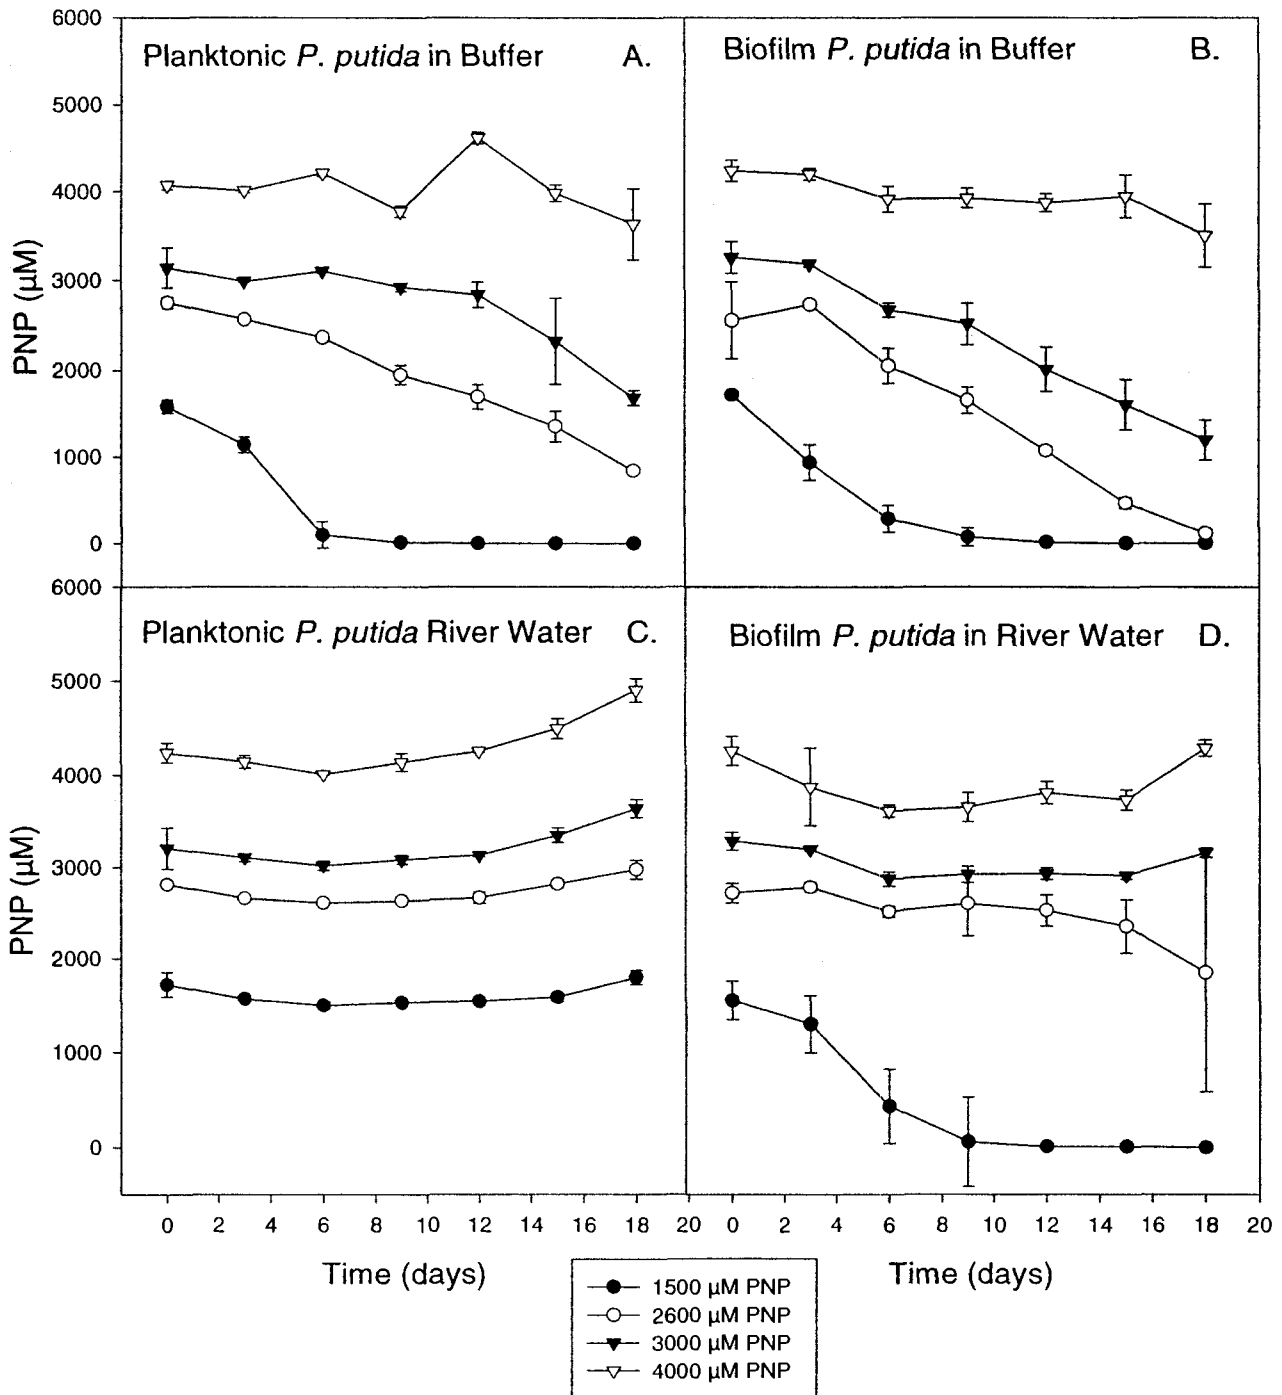 6000
Planktonic P. putida in Buffer A.
Biofilm P. putida in Buffer B.
5000
4000
3000
2000
1000
0
PNP (µM)
6000
Planktonic P. putida River Water C.
Biofilm P. putida in River Water D.
5000
4000
3000
2000
1000
0
PNP (µM)
0 2 4 6 8 10 12 14 16 18 20
0 2 4 6 8 10 12 14 16 18 20
Time (days)
Time (days)
1500 µM PNP
2600 µM PNP
3000 µM PNP
4000 µM PNP